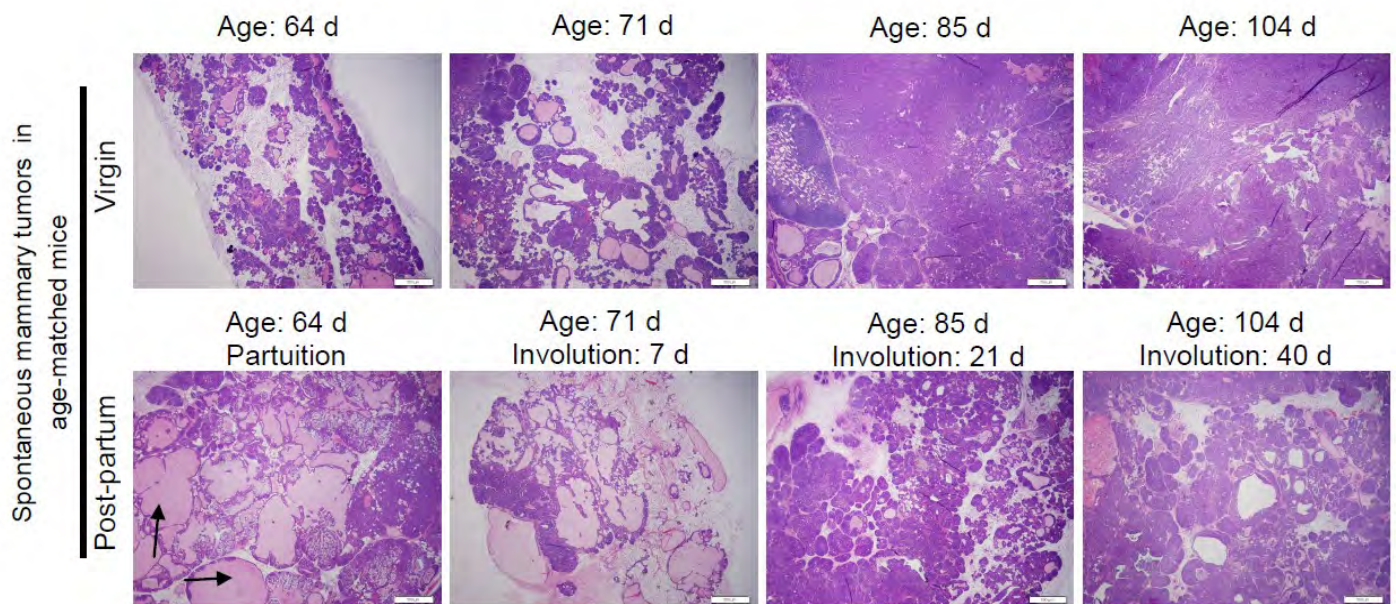 Age: 64 d
Age: 71 d
Age: 85 d
Age: 104 d
Spontaneous mammary tumors in
age-matched mice
Virgin
Age: 64 d
Partuition
Age: 71 d
Involution: 7 d
Age: 85 d
Involution: 21 d
Age: 104 d
Involution: 40 d
Post-partum